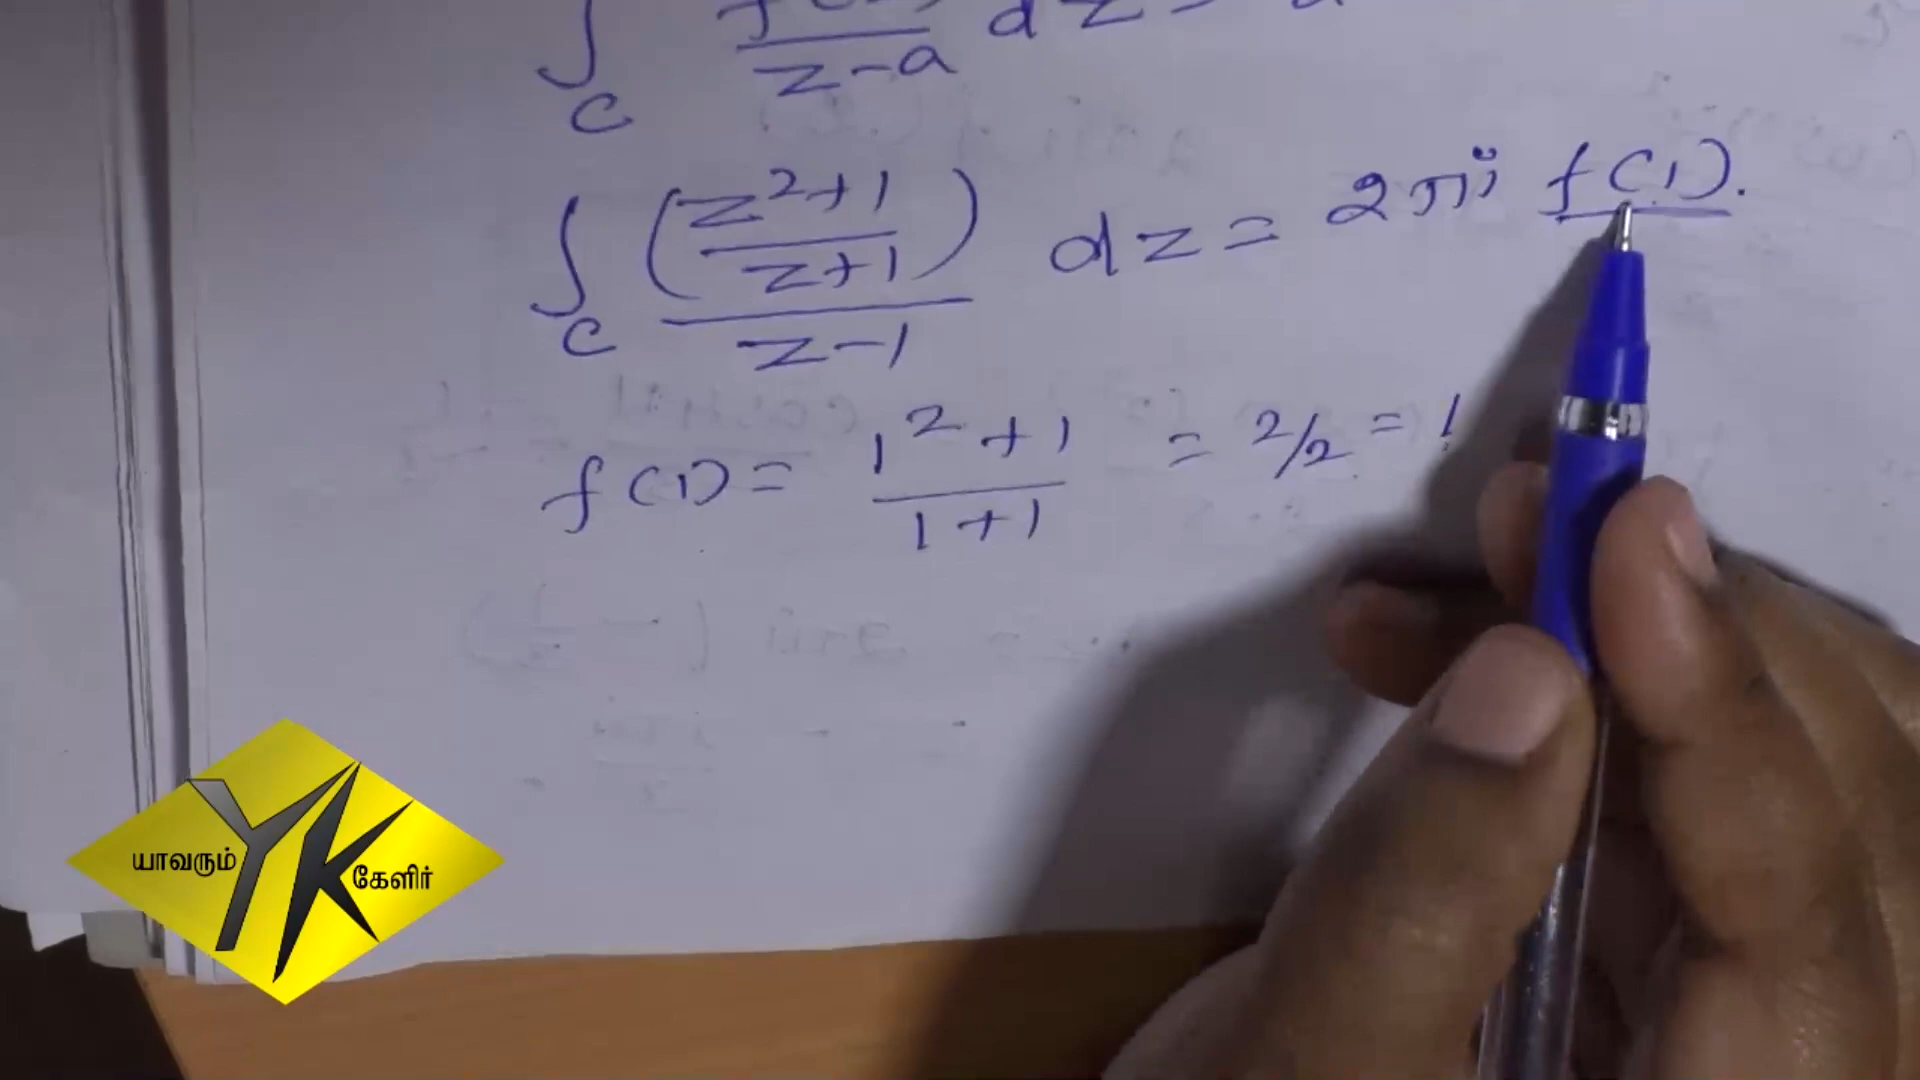 ∫_C f(z)/(z-a) dz =
∫_C ((z²+1)/(z+1))/(z-1) dz = 2πi f(1).
f(1) = (1²+1)/(1+1) = 2/2 = 1
யாவரும் YK கேளிர்